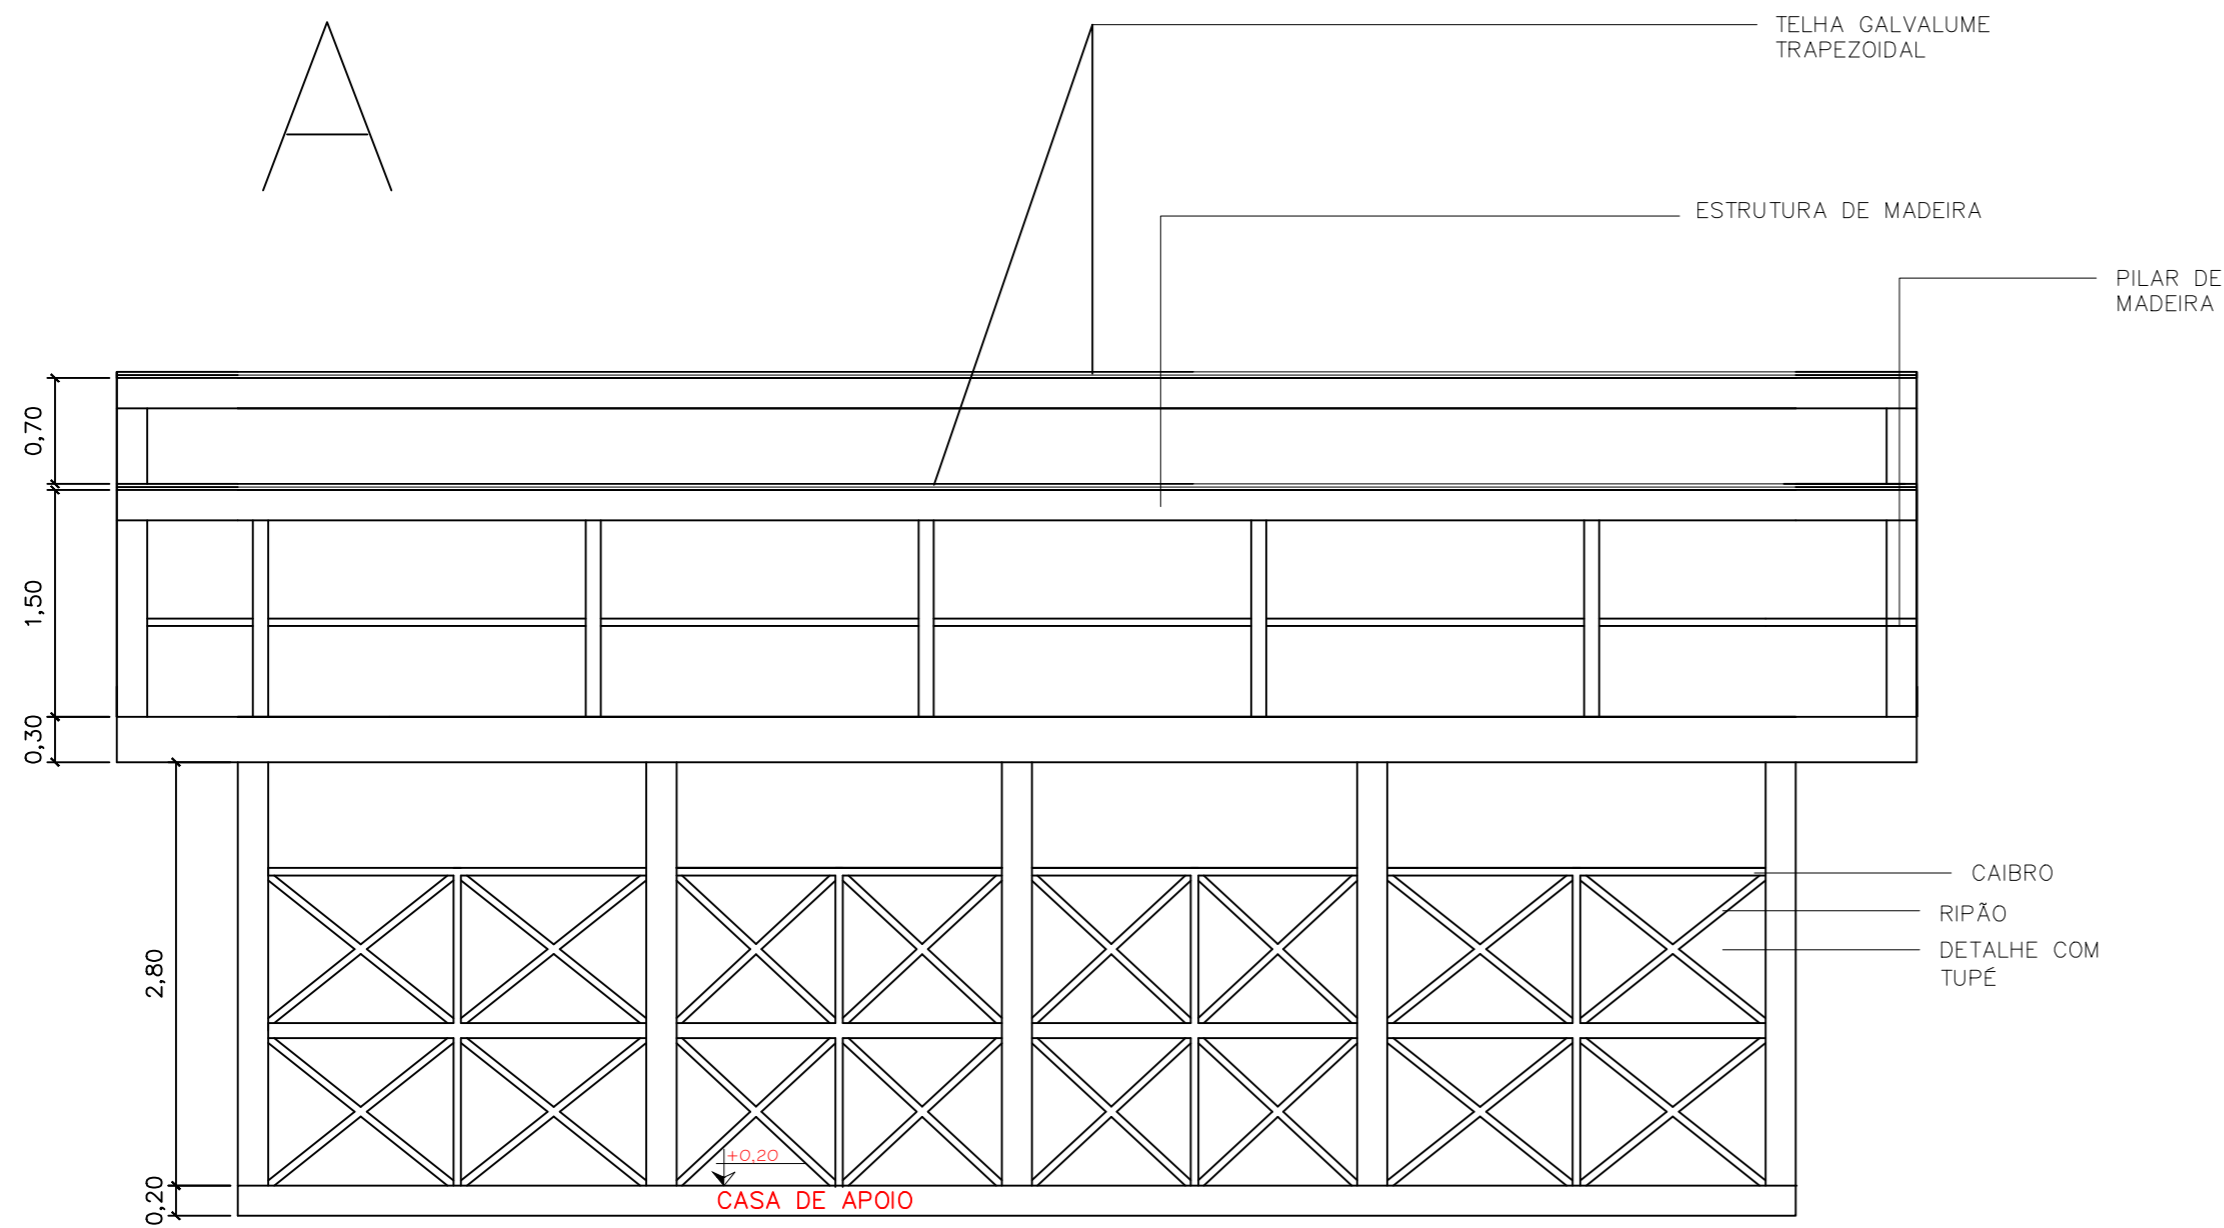 A
TELHA GALVALUME
TRAPEZOIDAL
ESTRUTURA DE MADEIRA
PILAR DE
MADEIRA
0,70
1,50
0,30
2,80
0,20
CAIBRO
RIPÃO
DETALHE COM
TUPÉ
+0,20
CASA DE APOIO